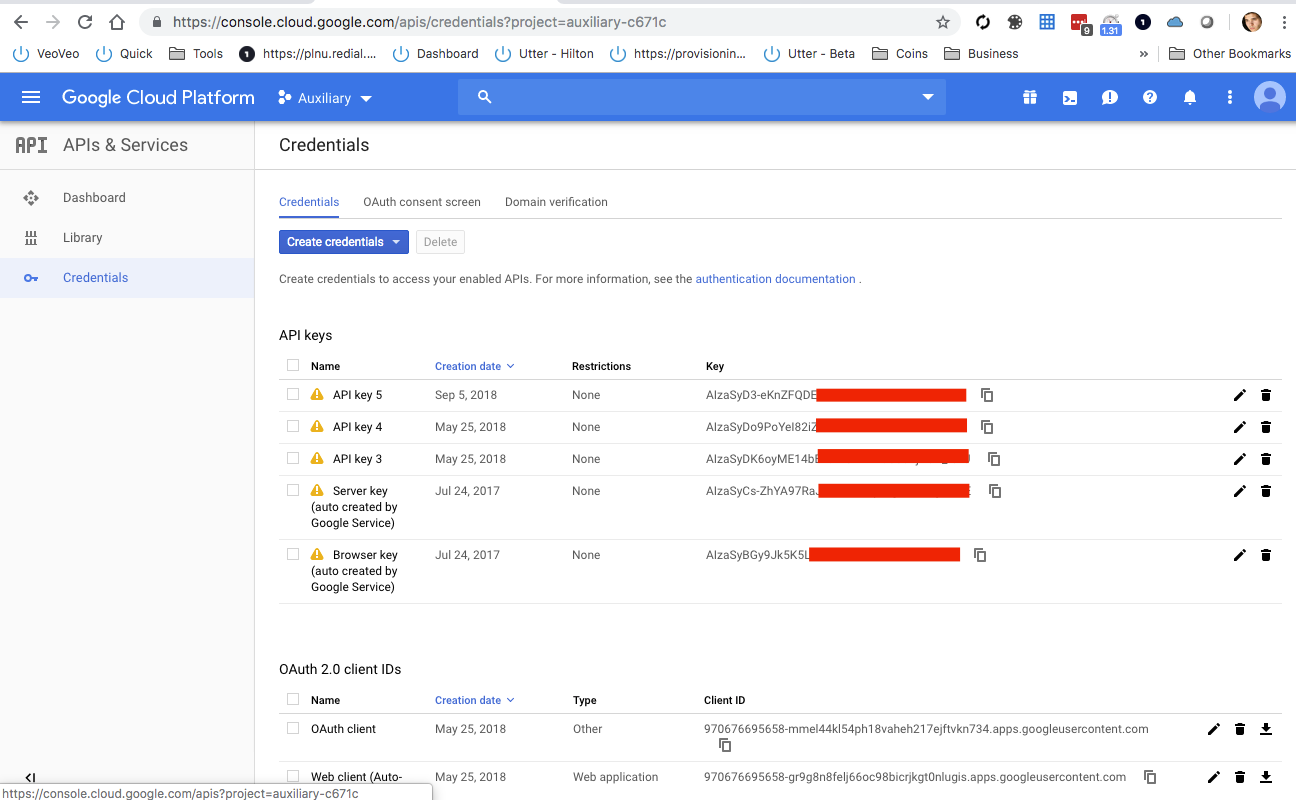 https://console.cloud.google.com/apis/credentials?project=auxiliary-c671c
9
1.31
1
VeoVeo
Quick
Tools
1
https://plnu.redial....
Dashboard
Utter - Hilton
https://provisionin...
Utter - Beta
Coins
Business
»
Other Bookmarks
Google Cloud Platform
Auxiliary
API APIs & Services
Credentials
Dashboard
Library
Credentials
Credentials OAuth consent screen Domain verification
Create credentials Delete
Create credentials to access your enabled APIs. For more information, see the authentication documentation .
API keys
Name Creation date Restrictions Key
API key 5 Sep 5, 2018 None AIzaSyD3-eKnZFQDE
API key 4 May 25, 2018 None AIzaSyDo9PoYeI82iZ
API key 3 May 25, 2018 None AIzaSyDK6oyME14b
Server key Jul 24, 2017 None AIzaSyCs-ZhYA97RaJ
(auto created by
Google Service)
Browser key Jul 24, 2017 None AIzaSyBGy9Jk5K5L
(auto created by
Google Service)
OAuth 2.0 client IDs
Name Creation date Type Client ID
OAuth client May 25, 2018 Other 970676695658-mmel44kl54ph18vaheh217ejftvkn734.apps.googleusercontent.com
Web client (Auto- May 25, 2018 Web application 970676695658-gr9g8n8felj66oc98bicrjkgt0nlugis.apps.googleusercontent.com
https://console.cloud.google.com/apis?project=auxiliary-c671c